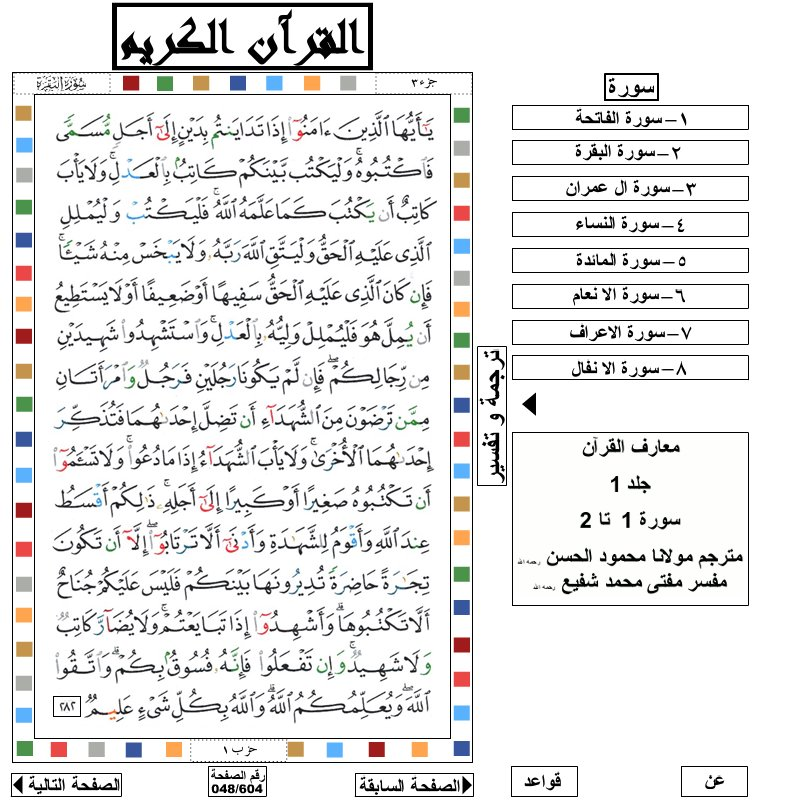 القرآن الكريم
جزء ٣
سورة البقرة
يَـٰٓأَيُّهَا ٱلَّذِينَ ءَامَنُوٓا۟ إِذَا تَدَايَنتُم بِدَيْنٍ إِلَىٰٓ أَجَلٍ مُّسَمًّى
فَٱكْتُبُوهُ ۚ وَلْيَكْتُب بَّيْنَكُمْ كَاتِبٌۢ بِٱلْعَدْلِ ۚ وَلَا يَأْبَ
كَاتِبٌ أَن يَكْتُبَ كَمَا عَلَّمَهُ ٱللَّهُ ۚ فَلْيَكْتُبْ وَلْيُمْلِلِ
ٱلَّذِى عَلَيْهِ ٱلْحَقُّ وَلْيَتَّقِ ٱللَّهَ رَبَّهُۥ وَلَا يَبْخَسْ مِنْهُ شَيْـًٔا ۚ
فَإِن كَانَ ٱلَّذِى عَلَيْهِ ٱلْحَقُّ سَفِيهًا أَوْ ضَعِيفًا أَوْ لَا يَسْتَطِيعُ
أَن يُمِلَّ هُوَ فَلْيُمْلِلْ وَلِيُّهُۥ بِٱلْعَدْلِ ۚ وَٱسْتَشْهِدُوا۟ شَهِيدَيْنِ
مِن رِّجَالِكُمْ ۖ فَإِن لَّمْ يَكُونَا رَجُلَيْنِ فَرَجُلٌ وَٱمْرَأَتَانِ
مِمَّن تَرْضَوْنَ مِنَ ٱلشُّهَدَآءِ أَن تَضِلَّ إِحْدَىٰهُمَا فَتُذَكِّرَ
إِحْدَىٰهُمَا ٱلْأُخْرَىٰ ۚ وَلَا يَأْبَ ٱلشُّهَدَآءُ إِذَا مَا دُعُوا۟ ۚ وَلَا تَسْـَٔمُوٓا۟
أَن تَكْتُبُوهُ صَغِيرًا أَوْ كَبِيرًا إِلَىٰٓ أَجَلِهِۦ ۚ ذَٰلِكُمْ أَقْسَطُ
عِندَ ٱللَّهِ وَأَقْوَمُ لِلشَّهَـٰدَةِ وَأَدْنَىٰٓ أَلَّا تَرْتَابُوٓا۟ ۖ إِلَّآ أَن تَكُونَ
تِجَـٰرَةً حَاضِرَةً تُدِيرُونَهَا بَيْنَكُمْ فَلَيْسَ عَلَيْكُمْ جُنَاحٌ
أَلَّا تَكْتُبُوهَا ۗ وَأَشْهِدُوٓا۟ إِذَا تَبَايَعْتُمْ ۚ وَلَا يُضَآرَّ كَاتِبٌ
وَلَا شَهِيدٌ ۚ وَإِن تَفْعَلُوا۟ فَإِنَّهُۥ فُسُوقٌۢ بِكُمْ ۗ وَٱتَّقُوا۟
ٱللَّهَ ۖ وَيُعَلِّمُكُمُ ٱللَّهُ ۗ وَٱللَّهُ بِكُلِّ شَىْءٍ عَلِيمٌ ٢٨٢
حزب ١
الصفحة التالية
رقم الصفحة
048/604
الصفحة السابقة
ترجمة و تفسير
سورة
١-سورة الفاتحة
٢-سورة البقرة
٣-سورة ال عمران
٤-سورة النساء
٥-سورة المائدة
٦-سورة الانعام
٧-سورة الاعراف
٨-سورة الانفال
معارف القرآن
جلد 1
سورة 1 تا 2
مترجم مولانا محمود الحسن رحمه الله
مفسر مفتى محمد شفيع رحمه الله
قواعد
عن